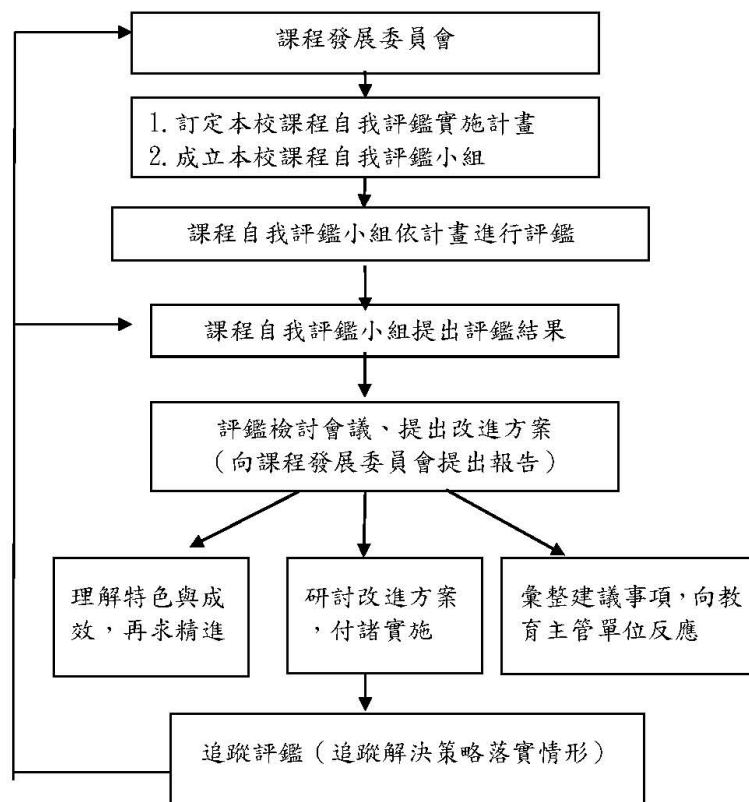 課程發展委員會
1.訂定本校課程自我評鑑實施計畫
2.成立本校課程自我評鑑小組
課程自我評鑑小組依計畫進行評鑑
課程自我評鑑小組提出評鑑結果
評鑑檢討會議、提出改進方案
(向課程發展委員會提出報告)
理解特色與成
效，再求精進
研討改進方案
，付諸實施
彙整建議事項，向教
育主管單位反應
追蹤評鑑(追蹤解決策略落實情形)